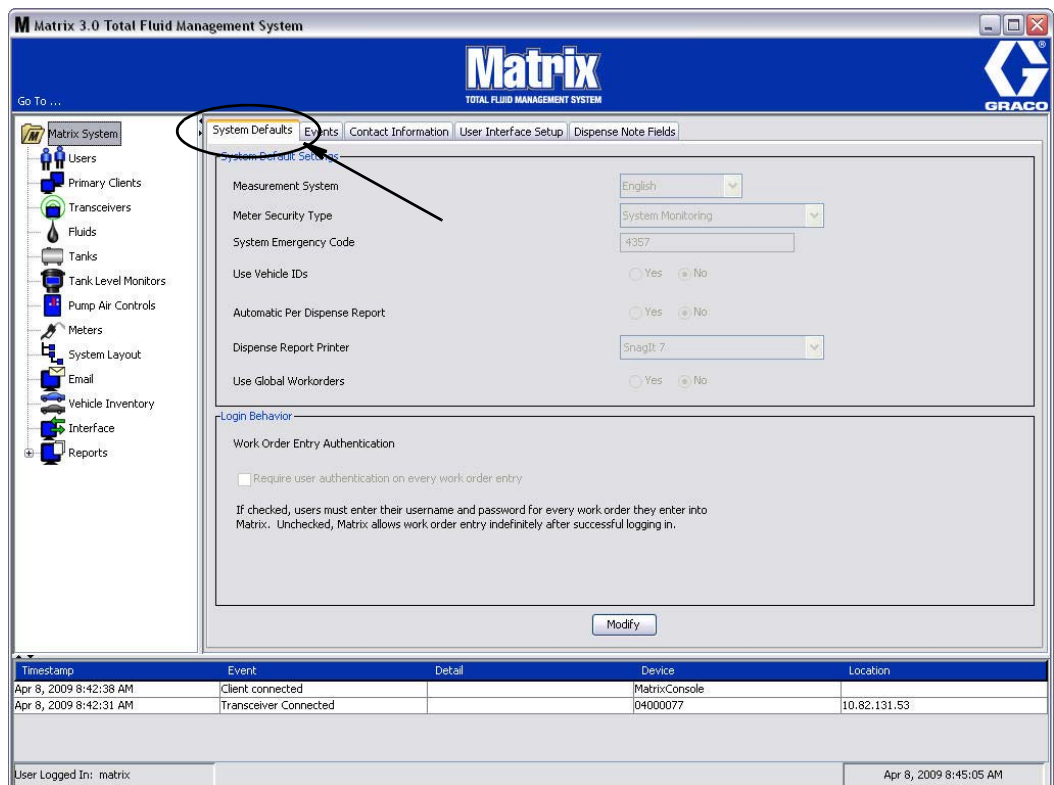 Matrix 3.0 Total Fluid Management System
Matrix
TOTAL FLUID MANAGEMENT SYSTEM
Go To ...
GRACO
Matrix System
Users
Primary Clients
Transceivers
Fluids
Tanks
Tank Level Monitors
Pump Air Controls
Meters
System Layout
Email
Vehicle Inventory
Interface
Reports
System Defaults Events Contact Information User Interface Setup Dispense Note Fields
System Default Settings
Measurement System English
Meter Security Type System Monitoring
System Emergency Code 4357
Use Vehicle IDs Yes No
Automatic Per Dispense Report Yes No
Dispense Report Printer SnagIt 7
Use Global Workorders Yes No
Login Behavior
Work Order Entry Authentication
Require user authentication on every work order entry
If checked, users must enter their username and password for every work order they enter into
Matrix. Unchecked, Matrix allows work order entry indefinitely after successful logging in.
Modify
Timestamp Event Detail Device Location
Apr 8, 2009 8:42:38 AM Client connected MatrixConsole
Apr 8, 2009 8:42:31 AM Transceiver Connected 04000077 10.82.131.53
User Logged In: matrix Apr 8, 2009 8:45:05 AM